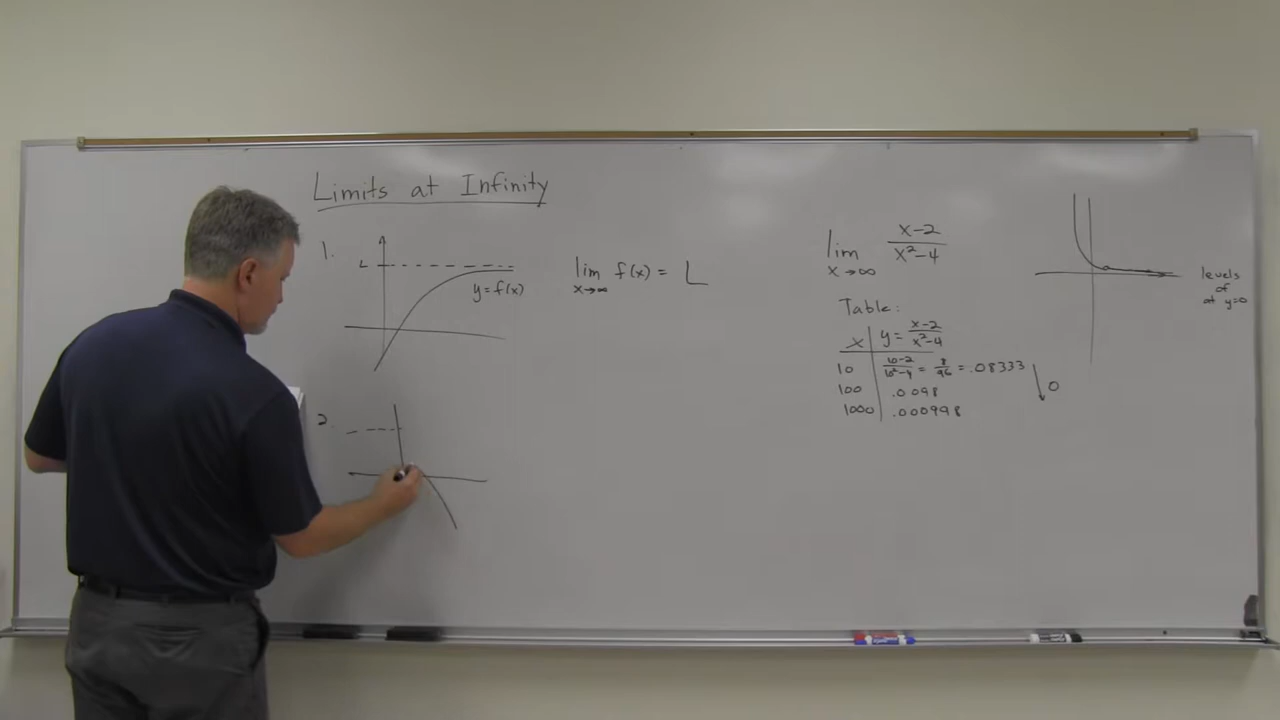 Limits at Infinity
1.
L
y=f(x)
lim f(x) = L
x→∞
2.
lim x-2/x²-4
x→∞
Table:
x | y = x-2/x²-4
10 | 10-2/10²-4 = 8/96 = .08333
100 | .0098
1000 | .000998
0
levels
of
at y=0